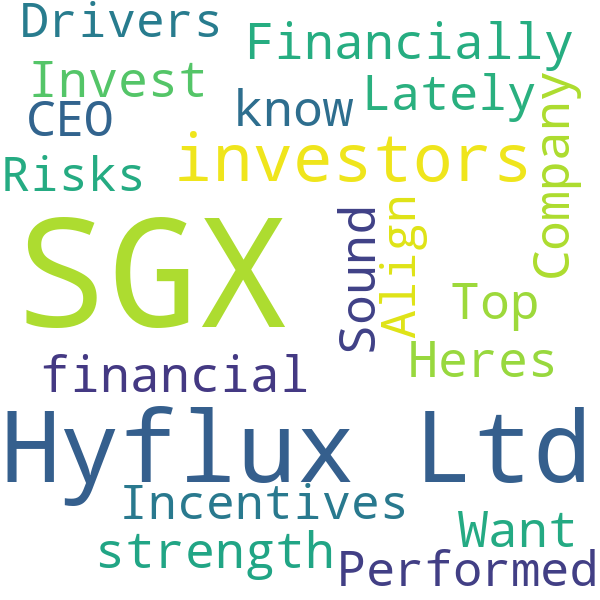 Drivers
Financially
Invest
Lately
CEO
know
Company
investors
Risks
Align
Sound
SGX
Top
Heres
financial
Hyflux Ltd
Incentives
Want
strength
Performed